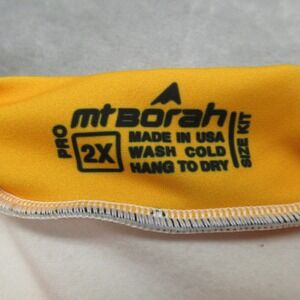 PRO
mt Borah
2X
MADE IN USA
WASH COLD
HANG TO DRY
SIZE KIT